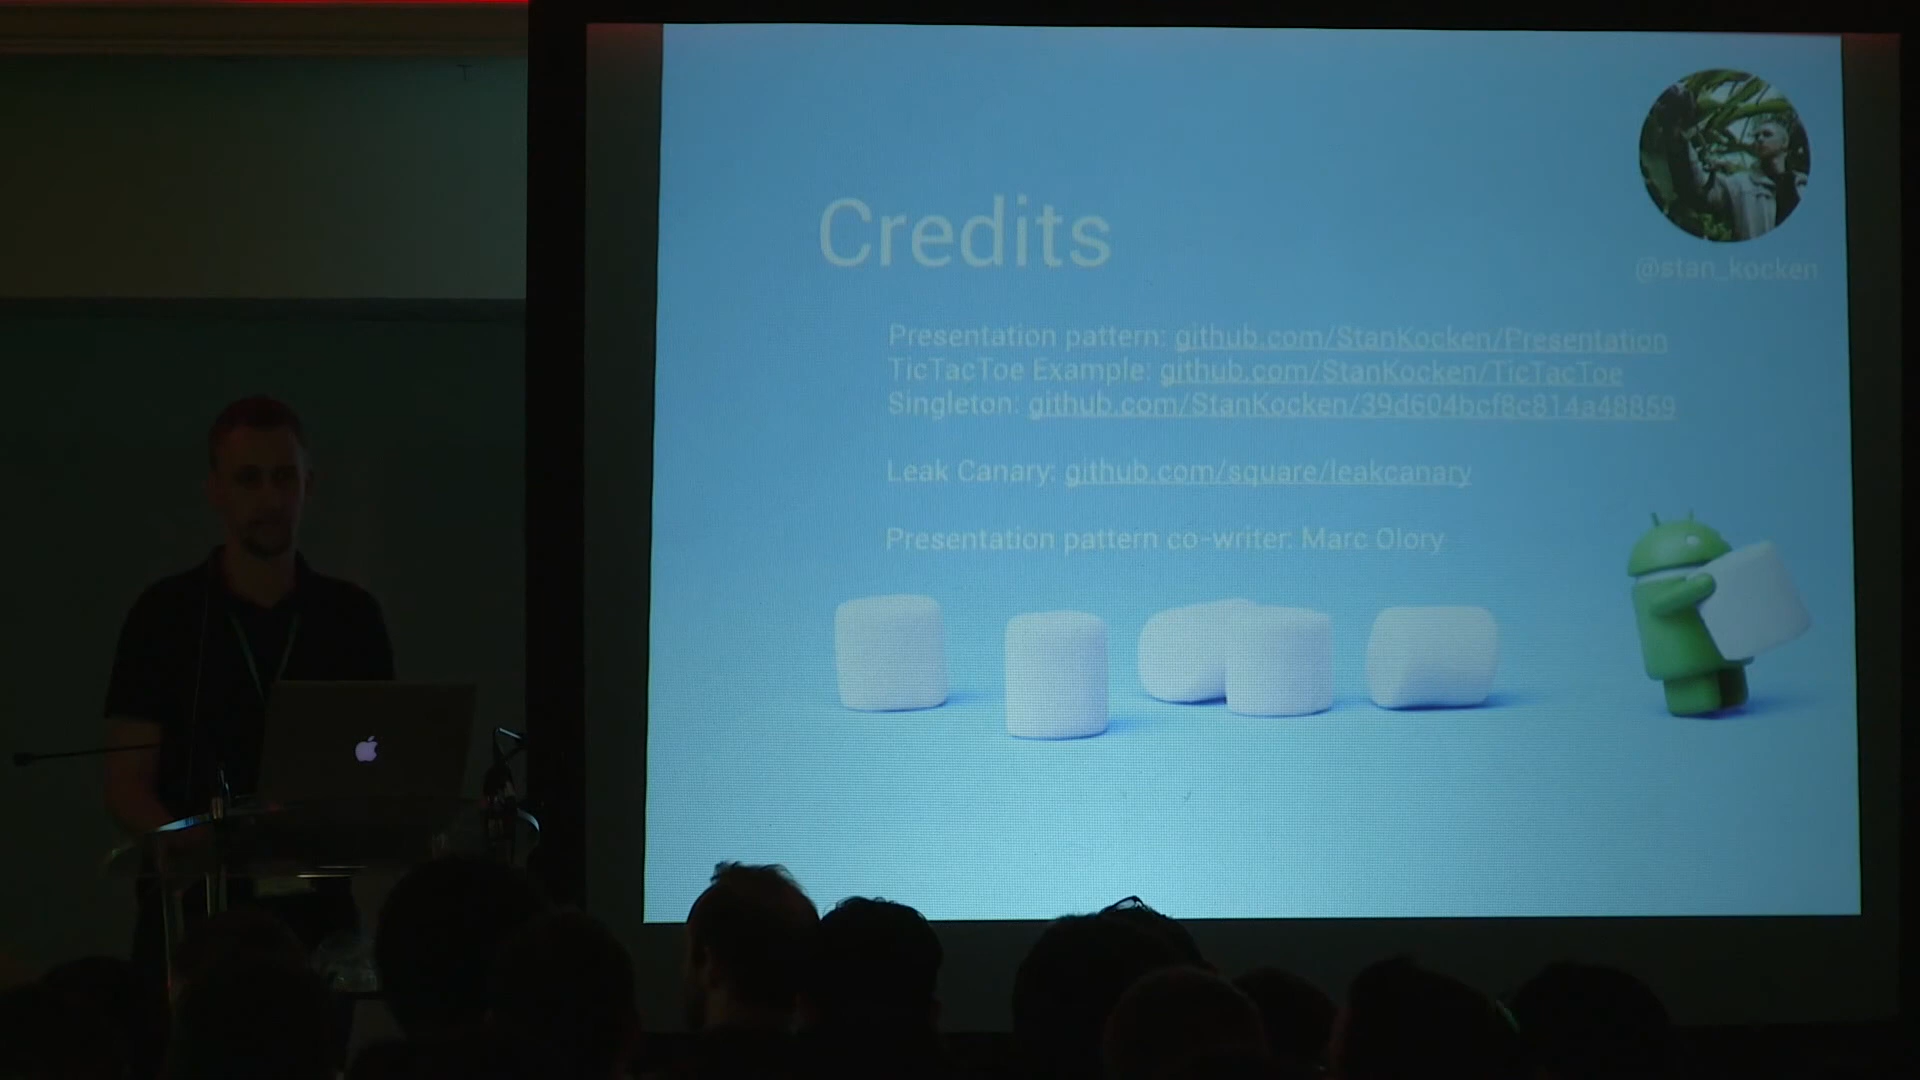 Credits
@stan_kocken
Presentation pattern: github.com/StanKocken/Presentation
TicTacToe Example: github.com/StanKocken/TicTacToe
Singleton: github.com/StanKocken/39d604bcf8c814a48859
Leak Canary: github.com/square/leakcanary
Presentation pattern co-writer: Marc Olory